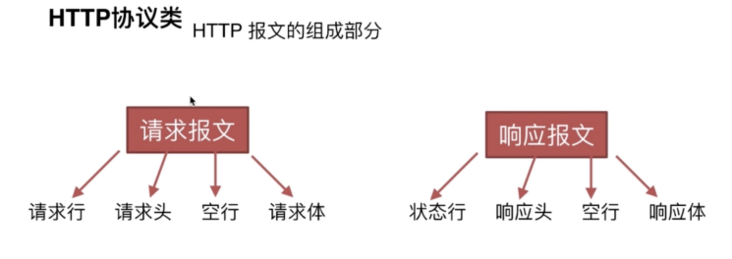 HTTP协议类
HTTP 报文的组成部分
请求报文
响应报文
请求行 请求头 空行 请求体
状态行 响应头 空行 响应体